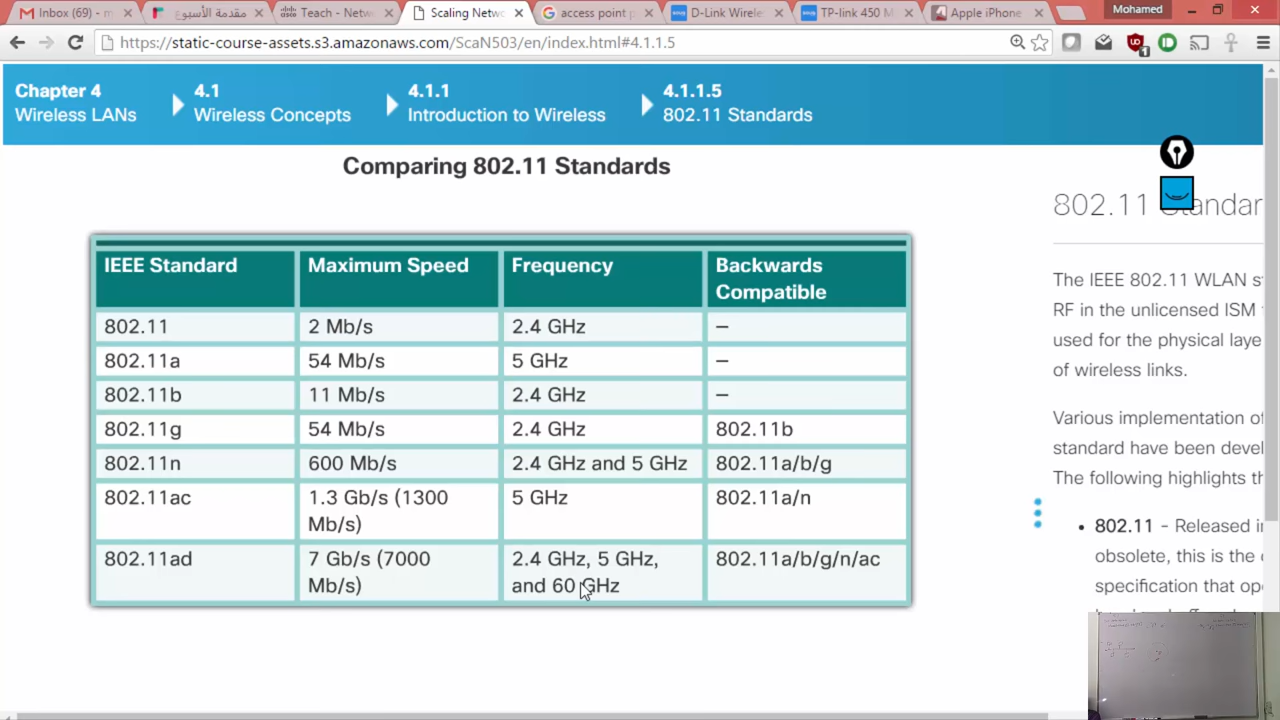 Inbox (69) - m
مقدمة الأسبوع
Teach - Netw
Scaling Netw
access point p
D-Link Wirele
TP-link 450 M
Apple iPhone
Mohamed
https://static-course-assets.s3.amazonaws.com/ScaN503/en/index.html#4.1.1.5
1
Chapter 4
Wireless LANs
4.1
Wireless Concepts
4.1.1
Introduction to Wireless
4.1.1.5
802.11 Standards
Comparing 802.11 Standards
IEEE Standard Maximum Speed Frequency Backwards Compatible
802.11 2 Mb/s 2.4 GHz –
802.11a 54 Mb/s 5 GHz –
802.11b 11 Mb/s 2.4 GHz –
802.11g 54 Mb/s 2.4 GHz 802.11b
802.11n 600 Mb/s 2.4 GHz and 5 GHz 802.11a/b/g
802.11ac 1.3 Gb/s (1300 Mb/s) 5 GHz 802.11a/n
802.11ad 7 Gb/s (7000 Mb/s) 2.4 GHz, 5 GHz, and 60 GHz 802.11a/b/g/n/ac
802.11 Standar
The IEEE 802.11 WLAN s
RF in the unlicensed ISM
used for the physical laye
of wireless links.
Various implementation of
standard have been devel
The following highlights th
• 802.11 – Released in
obsolete, this is the
specification that op